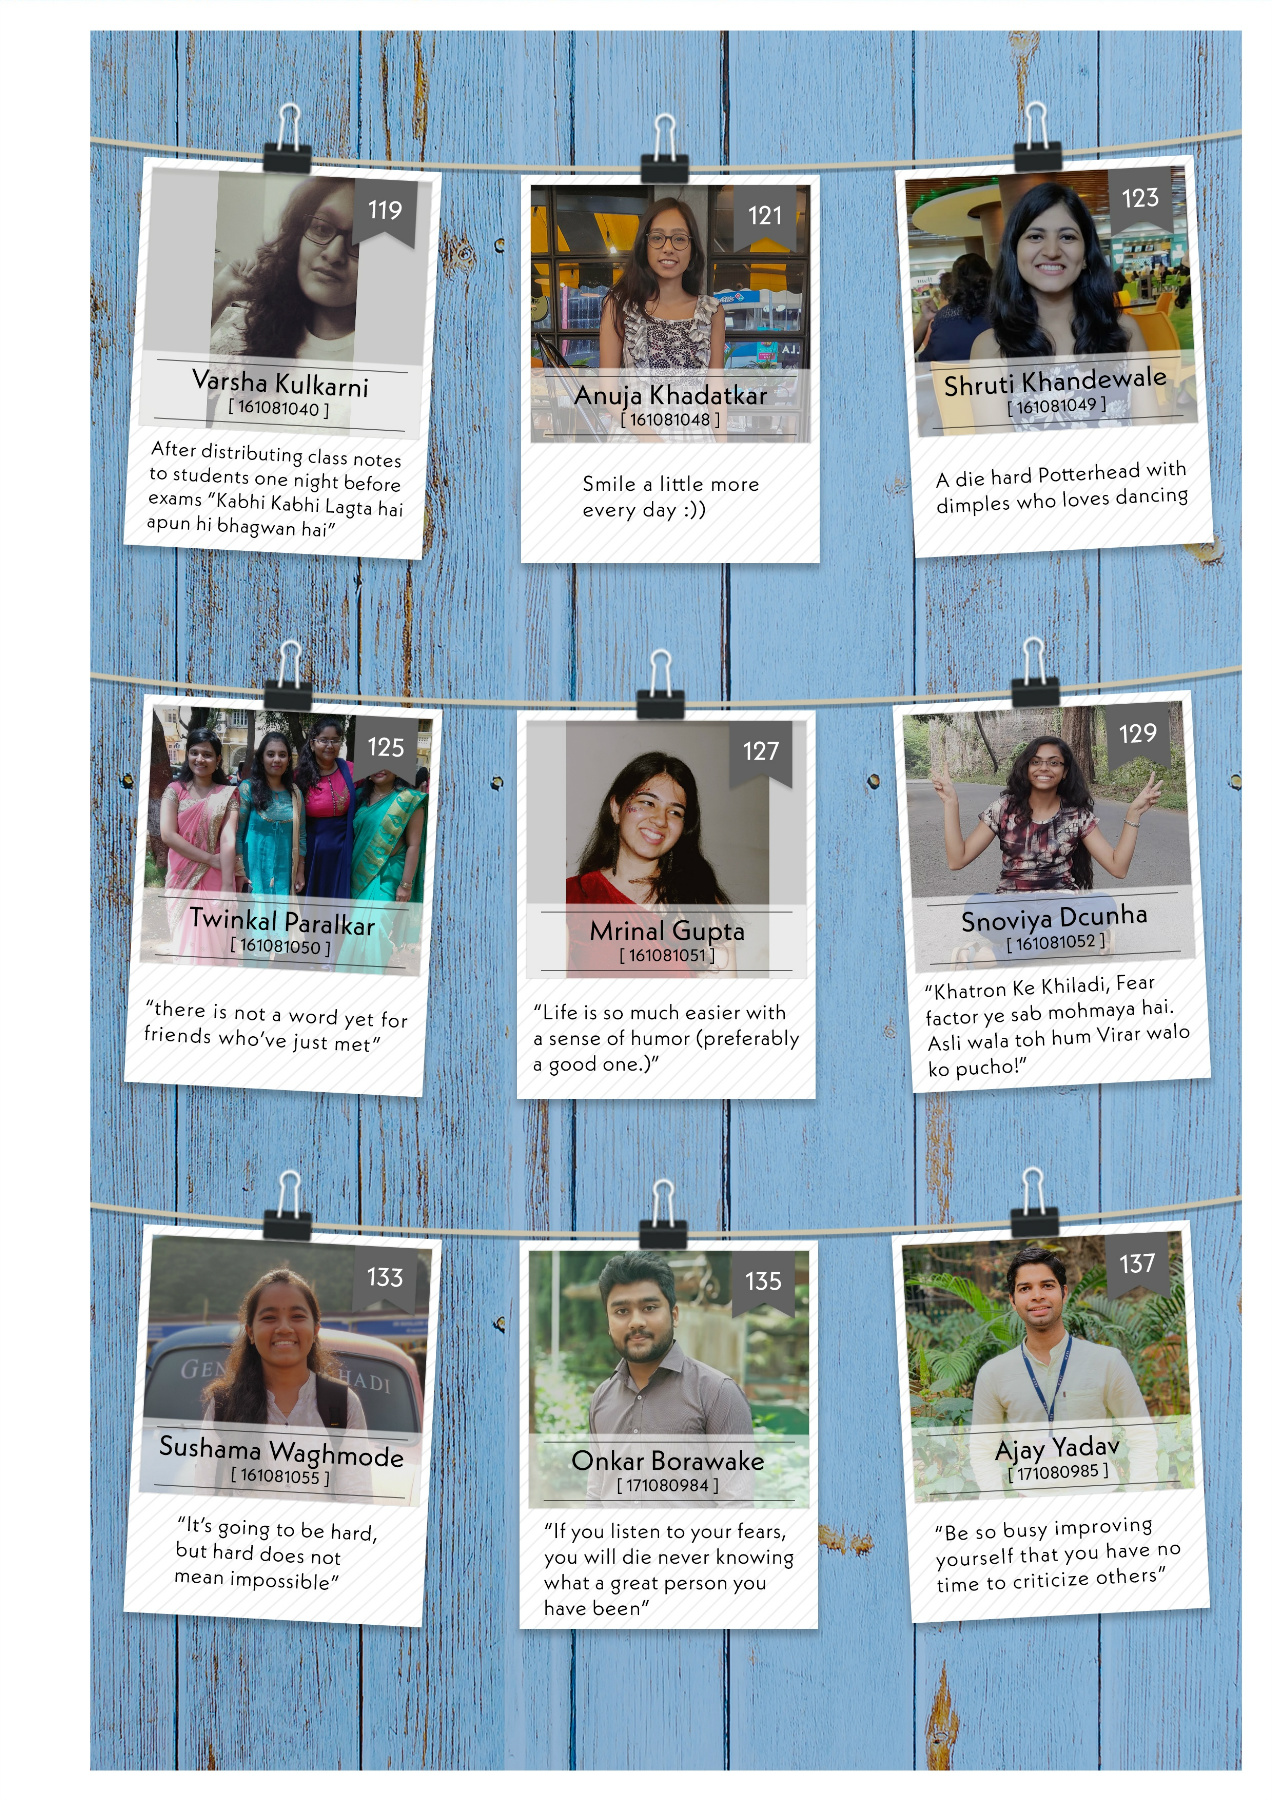 119
Varsha Kulkarni
[ 161081040 ]
After distributing class notes
to students one night before
exams “Kabhi Kabhi Lagta hai
apun hi bhagwan hai”
121
Anuja Khadatkar
[ 161081048 ]
Smile a little more
every day :))
123
Shruti Khandewale
[ 161081049 ]
A die hard Potterhead with
dimples who loves dancing
125
Twinkal Paralkar
[ 161081050 ]
“there is not a word yet for
friends who’ve just met”
127
Mrinal Gupta
[ 161081051 ]
“Life is so much easier with
a sense of humor (preferably
a good one.)”
129
Snoviya Dcunha
[ 161081052 ]
“Khatron Ke Khiladi, Fear
factor ye sab mohmaya hai.
Asli wala toh hum Virar walo
ko pucho!”
133
GEN HADI
Sushama Waghmode
[ 161081055 ]
“It’s going to be hard,
but hard does not
mean impossible”
135
Onkar Borawake
[ 171080984 ]
“If you listen to your fears,
you will die never knowing
what a great person you
have been”
137
Ajay Yadav
[ 171080985 ]
“Be so busy improving
yourself that you have no
time to criticize others”